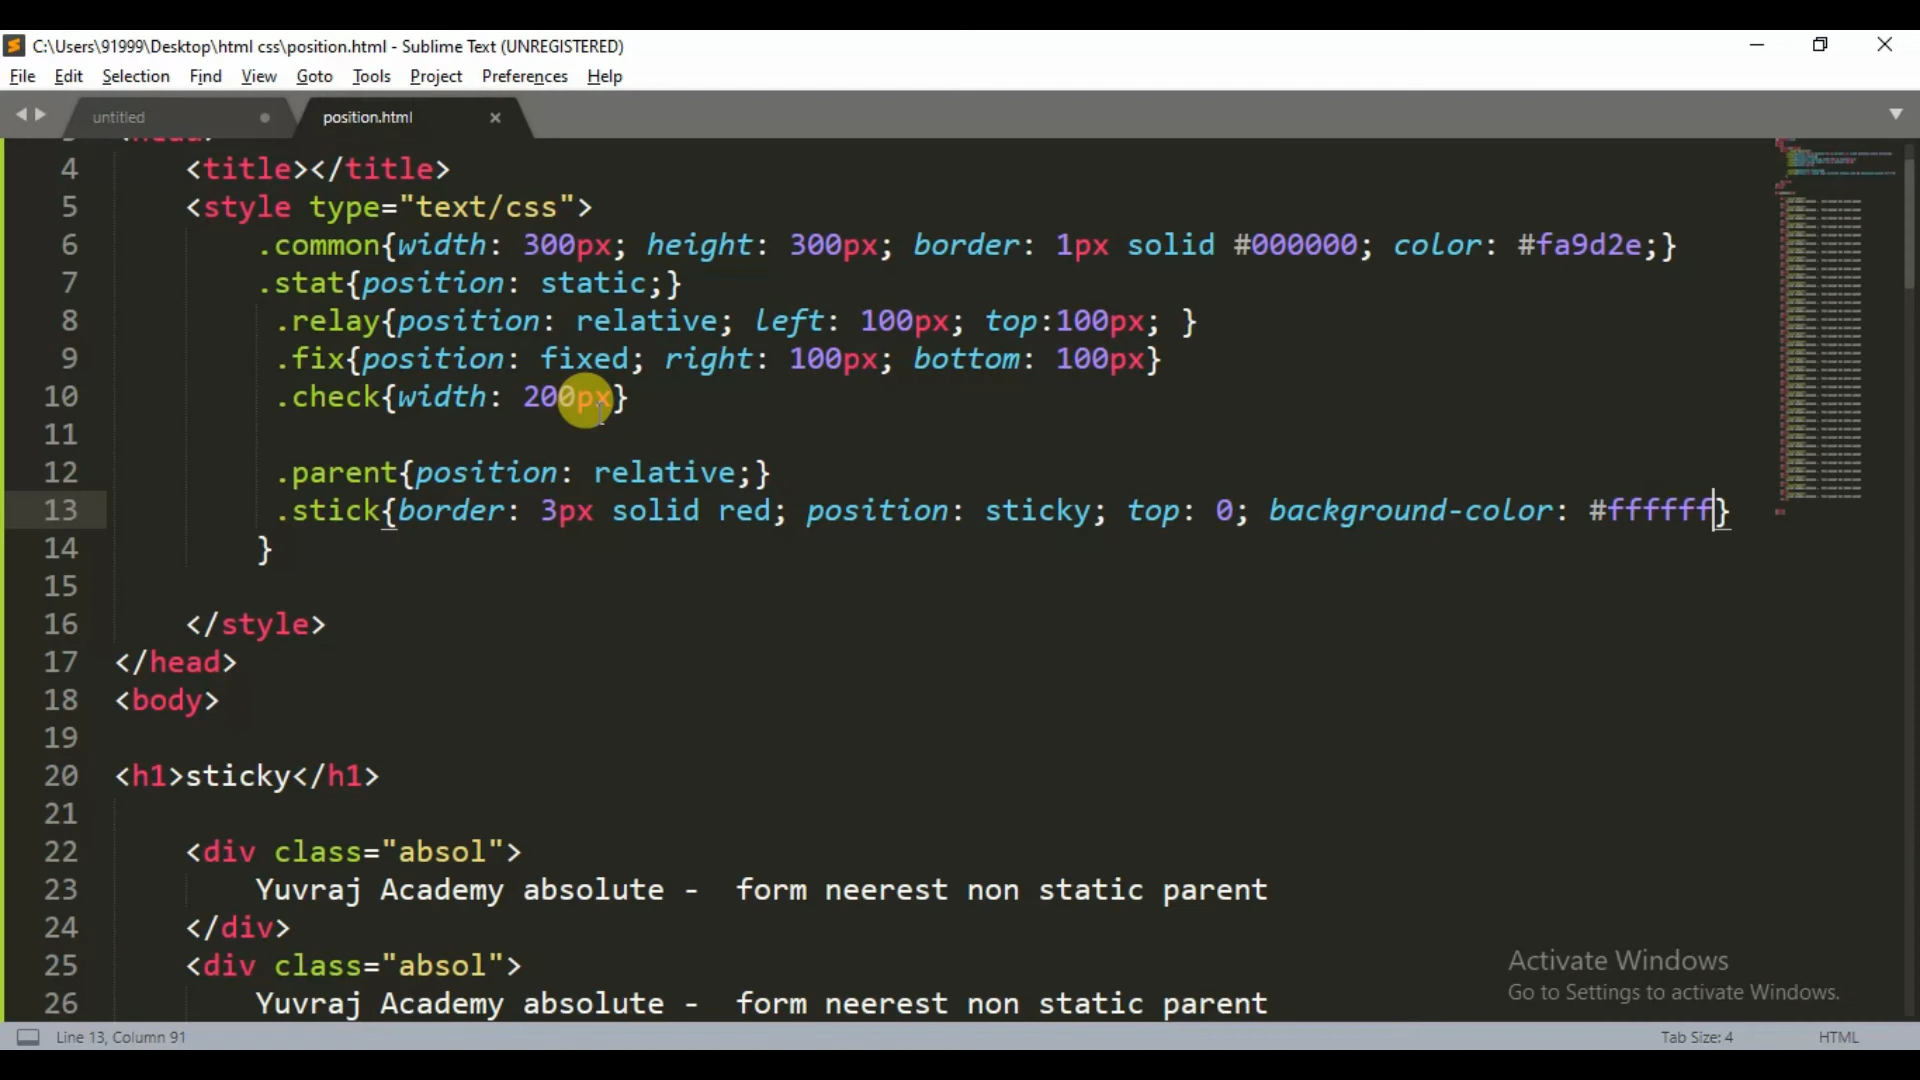 C:\Users\91999\Desktop\html css\position.html - Sublime Text (UNREGISTERED)
File Edit Selection Find View Goto Tools Project Preferences Help
untitled position.html
4 <title></title>
5 <style type="text/css">
6 .common{width: 300px; height: 300px; border: 1px solid #000000; color: #fa9d2e;}
7 .stat{position: static;}
8 .relay{position: relative; left: 100px; top:100px; }
9 .fix{position: fixed; right: 100px; bottom: 100px}
10 .check{width: 200px}
11
12 .parent{position: relative;}
13 .stick{border: 3px solid red; position: sticky; top: 0; background-color: #ffffff}
14 }
15
16 </style>
17 </head>
18 <body>
19
20 <h1>sticky</h1>
21
22 <div class="absol">
23 Yuvraj Academy absolute -  form neerest non static parent
24 </div>
25 <div class="absol">
26 Yuvraj Academy absolute -  form neerest non static parent
Activate Windows
Go to Settings to activate Windows.
Line 13, Column 91 Tab Size: 4 HTML